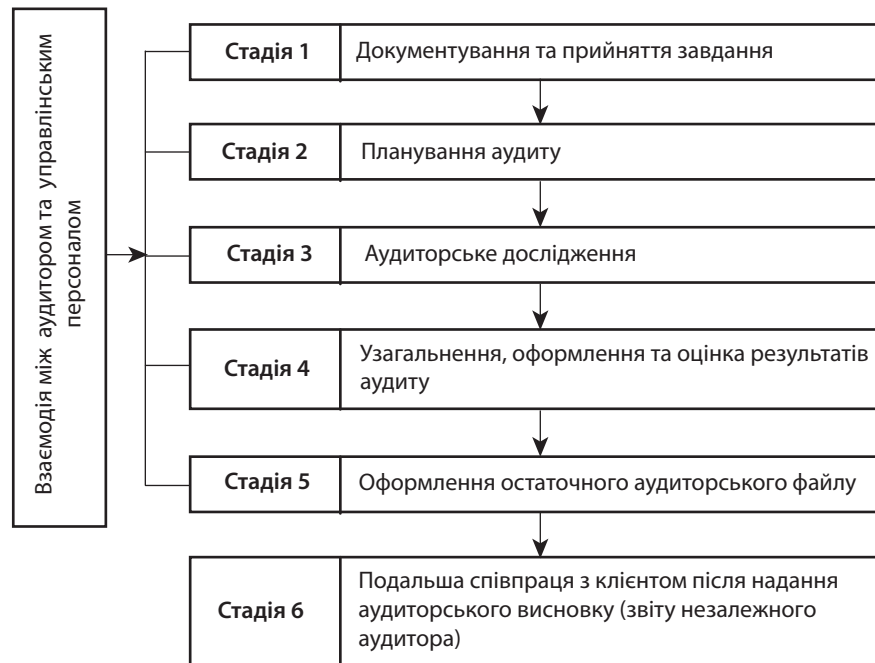 Взаємодія між аудитором та управлінським
персоналом
Стадія 1
Документування та прийняття завдання
Стадія 2
Планування аудиту
Стадія 3
Аудиторське дослідження
Стадія 4
Узагальнення, оформлення та оцінка результатів
аудиту
Стадія 5
Оформлення остаточного аудиторського файлу
Стадія 6
Подальша співпраця з клієнтом після надання
аудиторського висновку (звіту незалежного
аудитора)